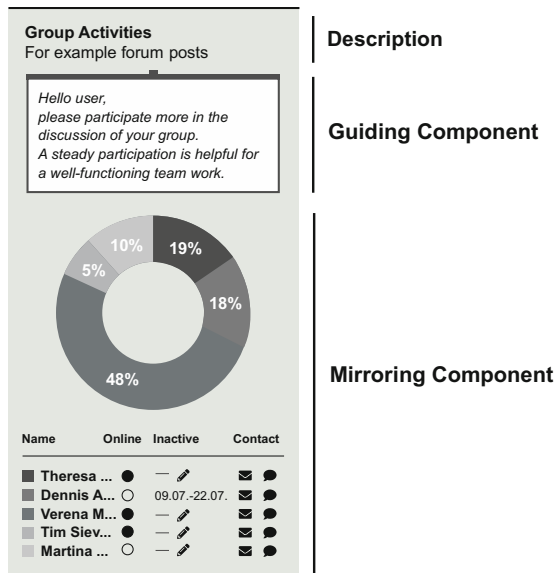 Group Activities
For example forum posts
Description
Hello user,
please participate more in the
discussion of your group.
A steady participation is helpful for
a well-functioning team work.
Guiding Component
10%
19%
5%
18%
48%
Mirroring Component
Name Online Inactive Contact
Theresa ... —
Dennis A... 09.07.-22.07.
Verena M... —
Tim Siev... —
Martina ... —